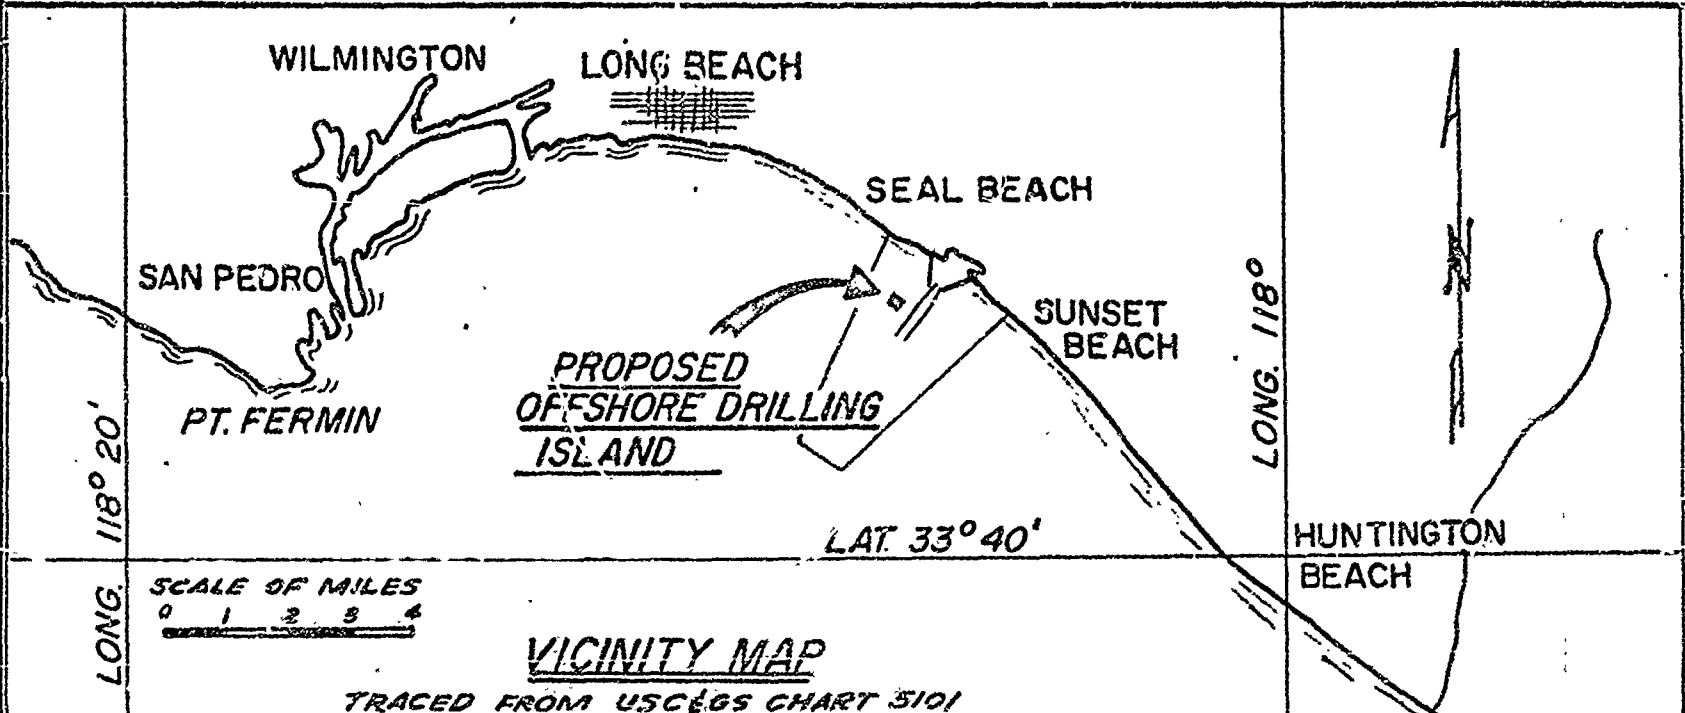 WILMINGTON
LONG BEACH
SEAL BEACH
SAN PEDRO
SUNSET
BEACH
PROPOSED
OFFSHORE DRILLING
ISLAND
PT. FERMIN
LONG. 118°
LONG. 118° 20'
N
LAT. 33° 40'
HUNTINGTON
BEACH
SCALE OF MILES
0 1 2 3 4
VICINITY MAP
TRACED FROM USC&GS CHART 5101